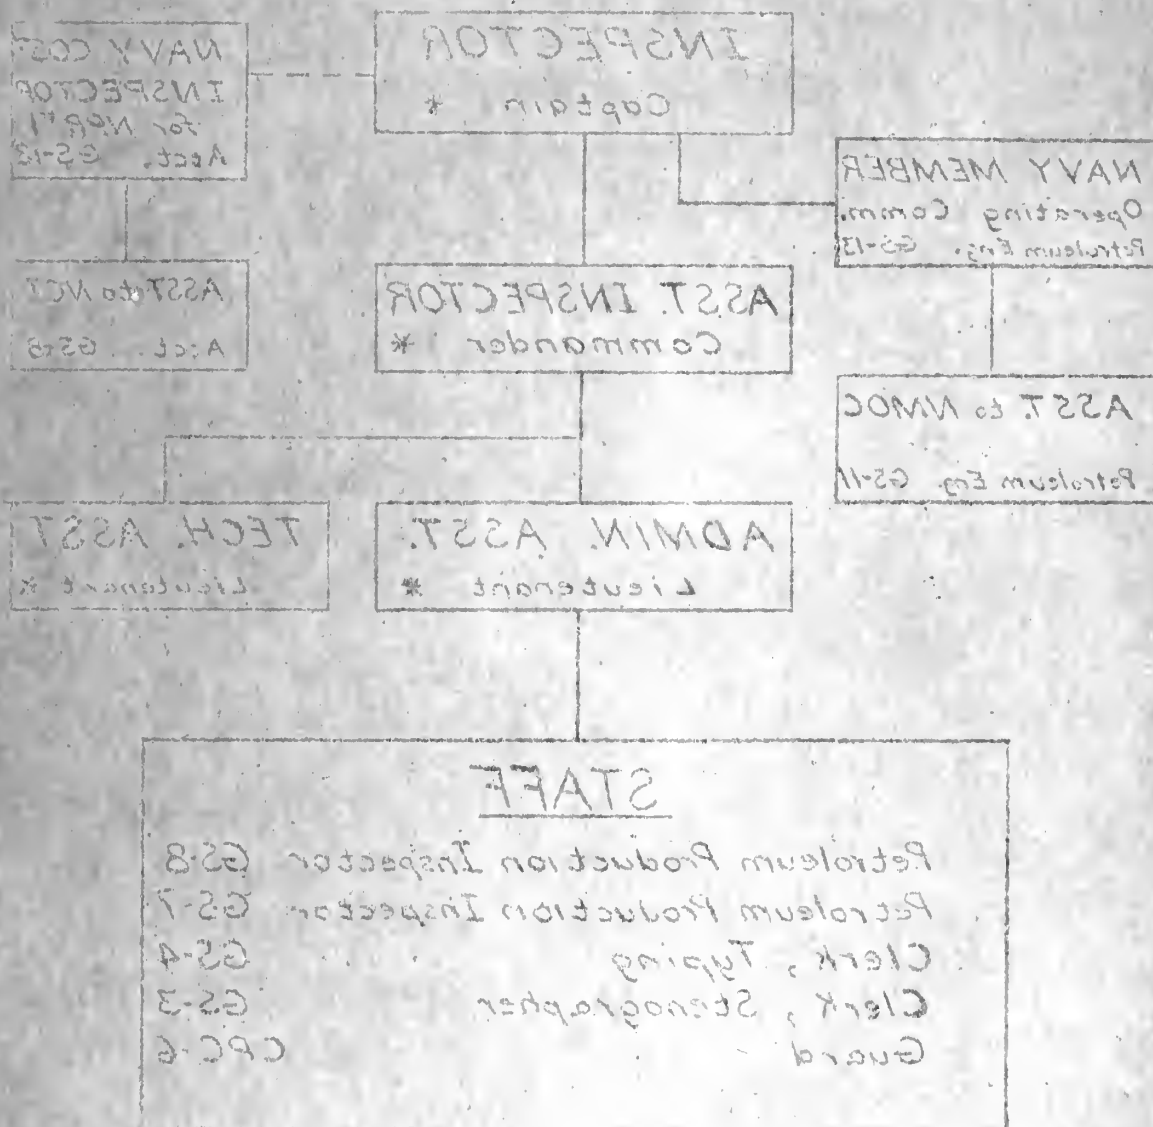 INSPECTOR
Captain *
NAVY MEMBER
Operating Comm.
Petroleum Eng. GS-13
NAVY COST
INSPECTOR
for NPR #1
Acct. GS-13
ASST. to NMOC
Petroleum Eng. GS-11
ASST. INSPECTOR
Commander *
ASST to NCI
Acct. GS-8
ADMIN. ASST.
Lieutenant *
TECH. ASST
Lieutenant *
STAFF
Petroleum Production Inspector GS-8
Petroleum Production Inspector GS-7
Clerk, Typing GS-4
Clerk, Stenographer GS-3
Guard CPC-6